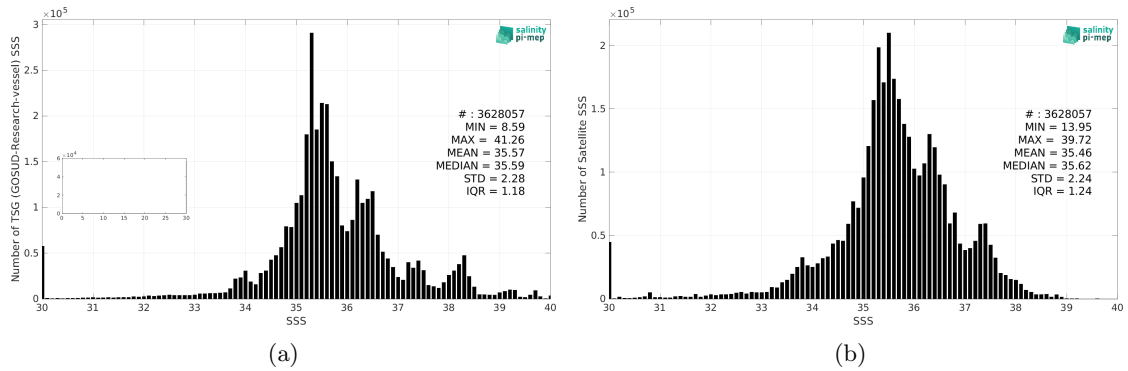 ×10^5
3
2.5
2
1.5
1
0.5
0
Number of TSG (GOSUD-Research-vessel) SSS
30 31 32 33 34 35 36 37 38 39 40
SSS
salinity
pi-mep
# : 3628057
MIN = 8.59
MAX = 41.26
MEAN = 35.57
MEDIAN = 35.59
STD = 2.28
IQR = 1.18
×10^4
6
4
2
0
0 5 10 15 20 25 30
(a)
×10^5
2
1.5
1
0.5
0
Number of Satellite SSS
30 31 32 33 34 35 36 37 38 39 40
SSS
salinity
pi-mep
# : 3628057
MIN = 13.95
MAX = 39.72
MEAN = 35.46
MEDIAN = 35.62
STD = 2.24
IQR = 1.24
(b)